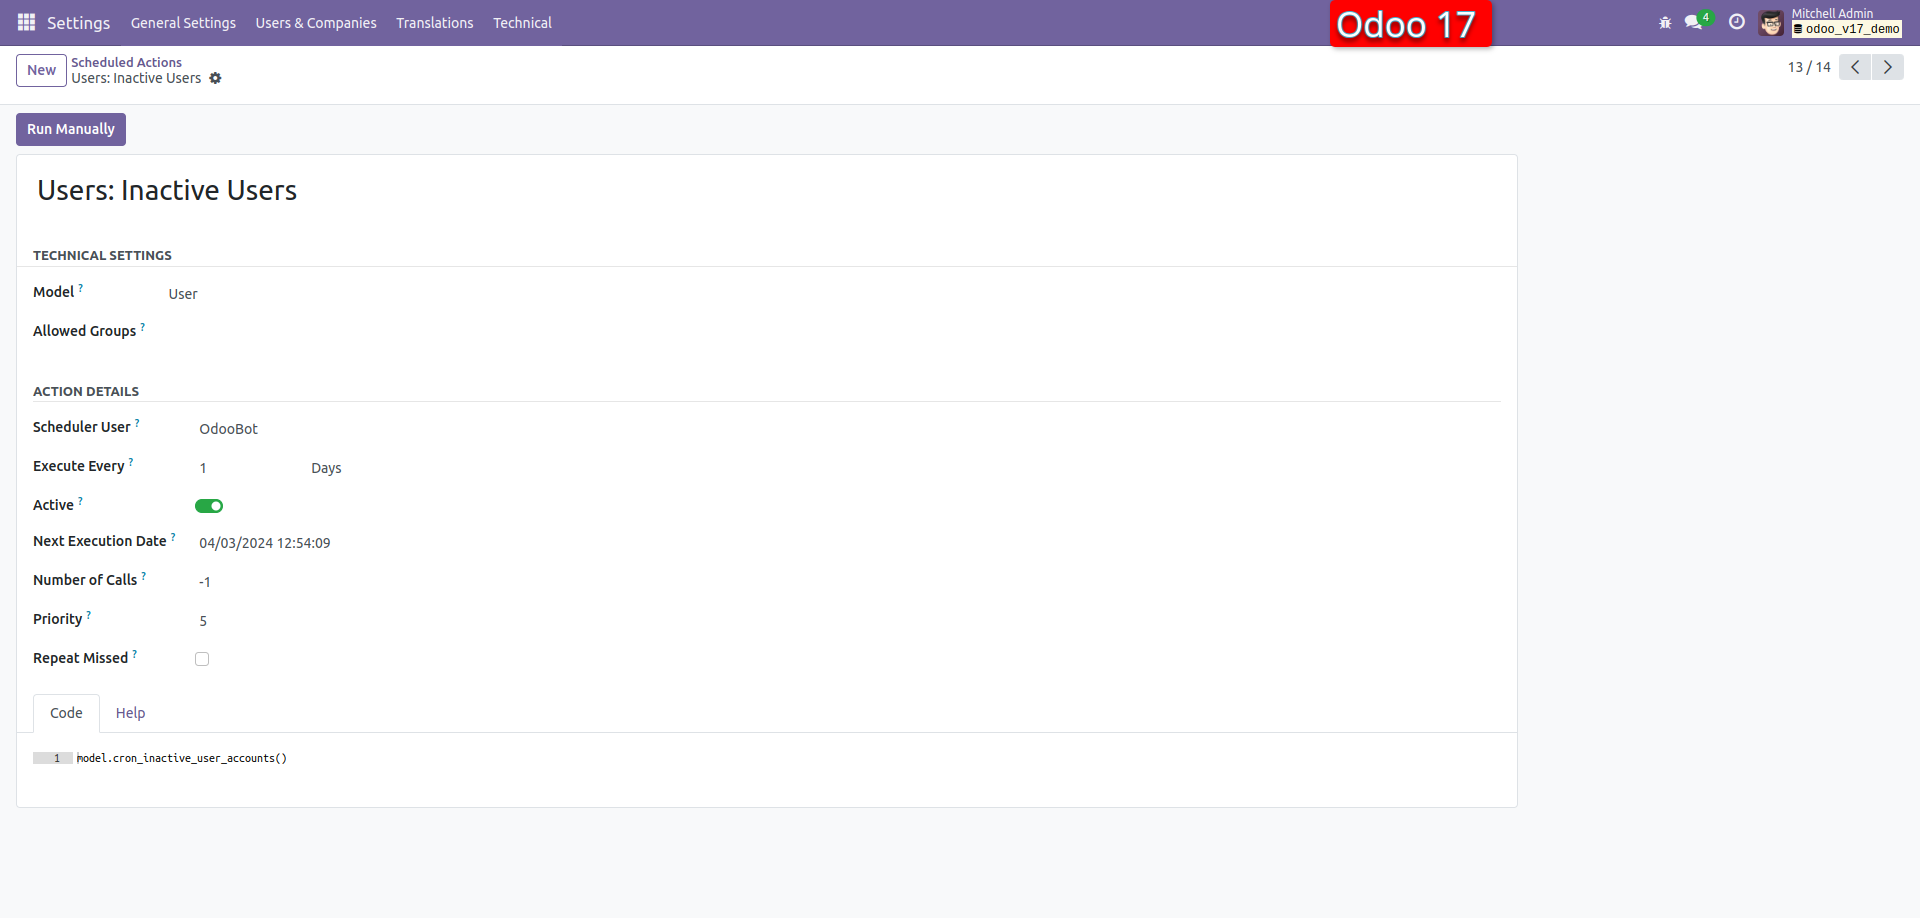 Settings General Settings Users & Companies Translations Technical Odoo 17 4 Mitchell Admin
odoo_v17_demo
New Scheduled Actions
Users: Inactive Users
13 / 14
Run Manually
Users: Inactive Users
TECHNICAL SETTINGS
Model ? User
Allowed Groups ?
ACTION DETAILS
Scheduler User ? OdooBot
Execute Every ? 1 Days
Active ?
Next Execution Date ? 04/03/2024 12:54:09
Number of Calls ? -1
Priority ? 5
Repeat Missed ?
Code Help
1 model.cron_inactive_user_accounts()